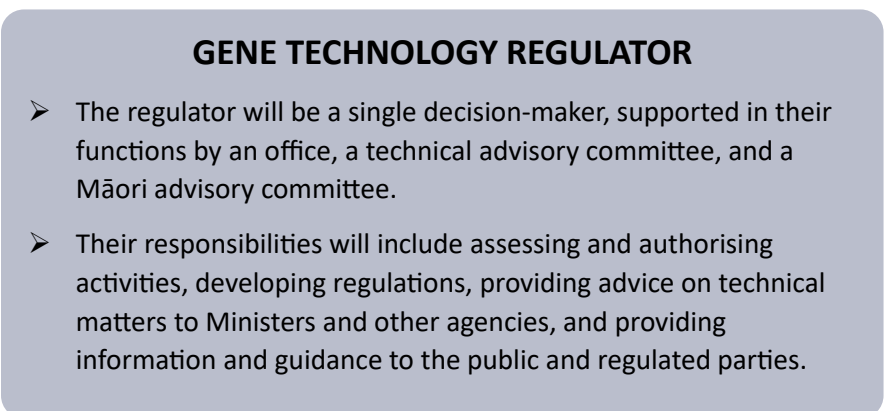 GENE TECHNOLOGY REGULATOR
➢ The regulator will be a single decision-maker, supported in their
functions by an office, a technical advisory committee, and a
Māori advisory committee.
➢ Their responsibilities will include assessing and authorising
activities, developing regulations, providing advice on technical
matters to Ministers and other agencies, and providing
information and guidance to the public and regulated parties.